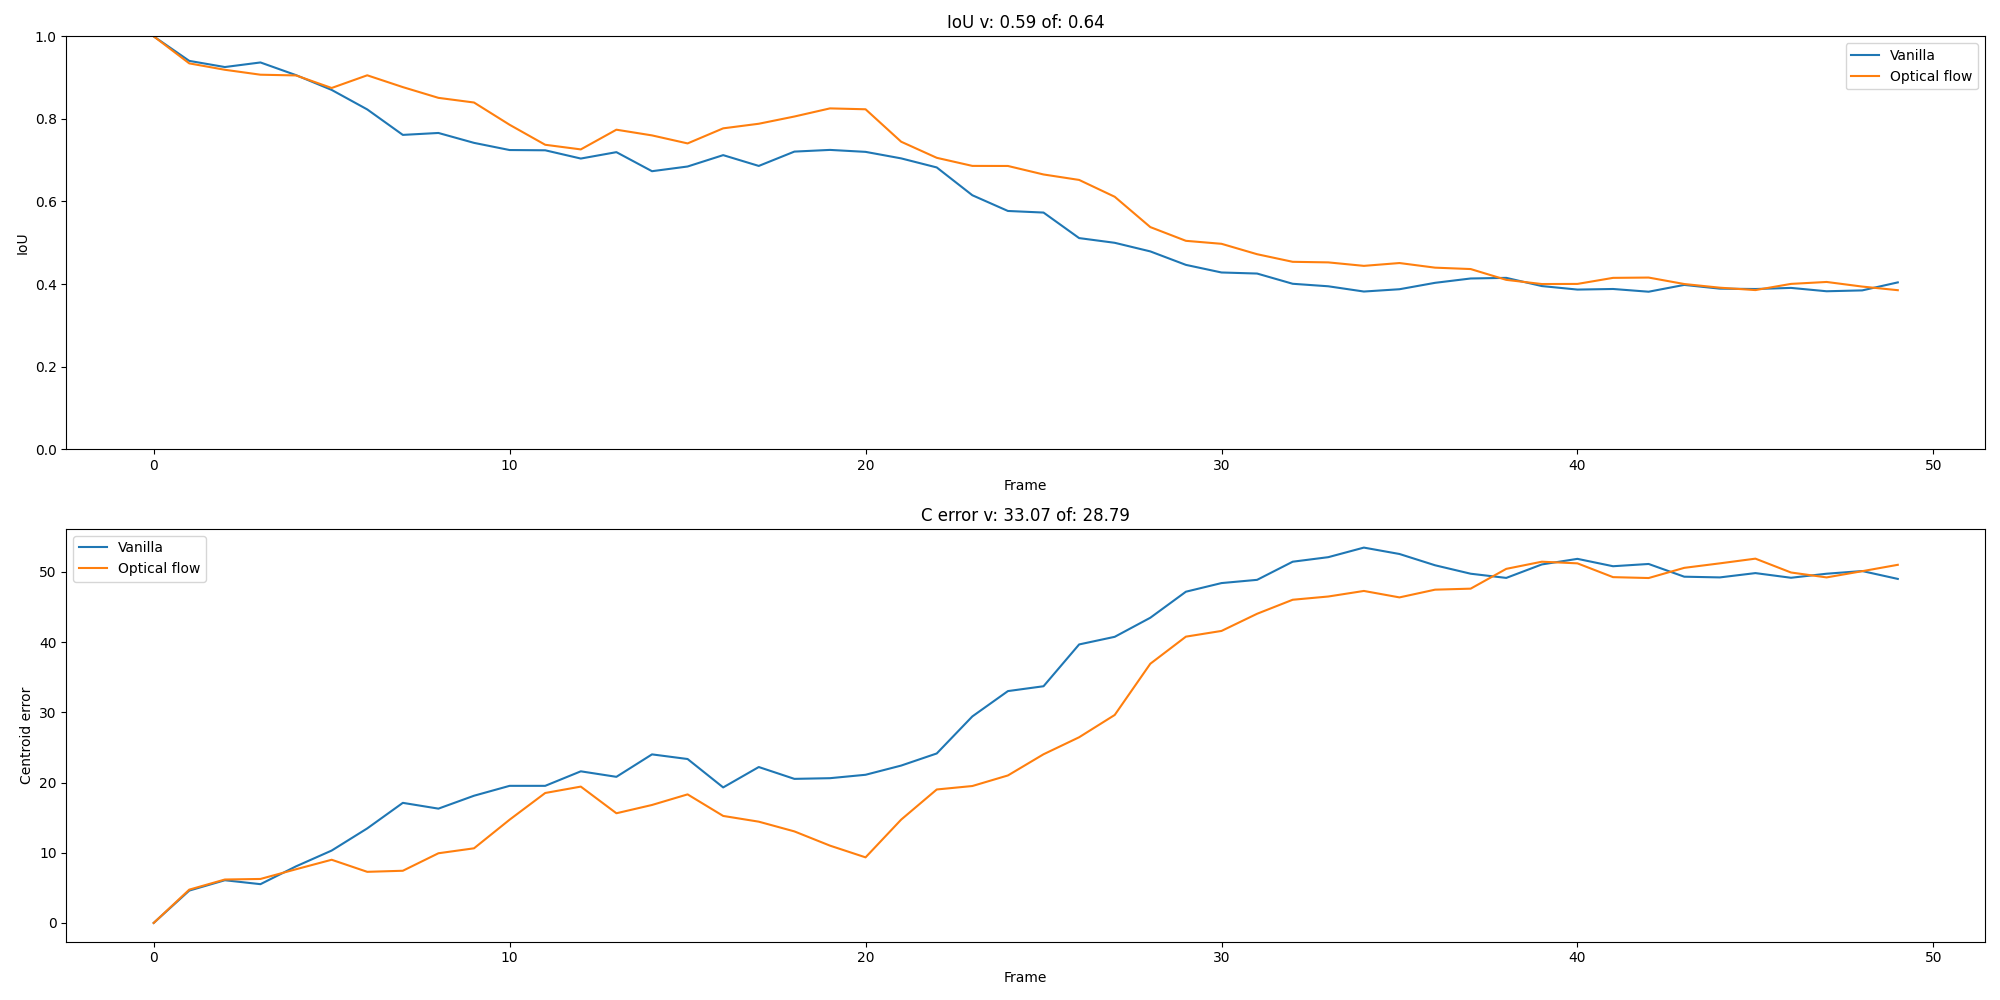 IoU v: 0.59 of: 0.64
1.0
0.8
0.6
0.4
0.2
0.0
IoU
Vanilla
Optical flow
0 10 20 30 40 50
Frame
C error v: 33.07 of: 28.79
50
40
30
20
10
0
Centroid error
Vanilla
Optical flow
0 10 20 30 40 50
Frame